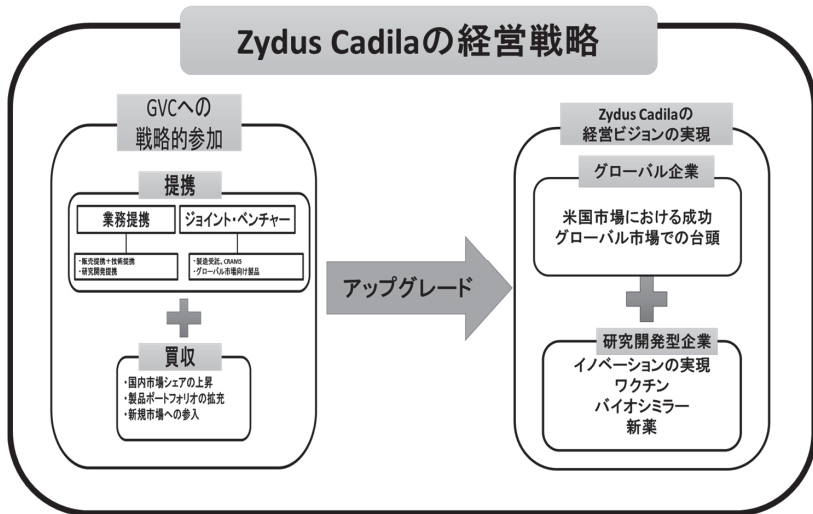 Zydus Cadilaの経営戦略
GVCへの
戦略的参加
提携
業務提携
・販売提携+技術提携
・研究開発提携
ジョイント・ベンチャー
・製造受託、CRAMS
・グローバル市場向け製品
買収
・国内市場シェアの上昇
・製品ポートフォリオの拡充
・新規市場への参入
アップグレード
Zydus Cadilaの
経営ビジョンの実現
グローバル企業
米国市場における成功
グローバル市場での台頭
研究開発型企業
イノベーションの実現
ワクチン
バイオシミラー
新薬